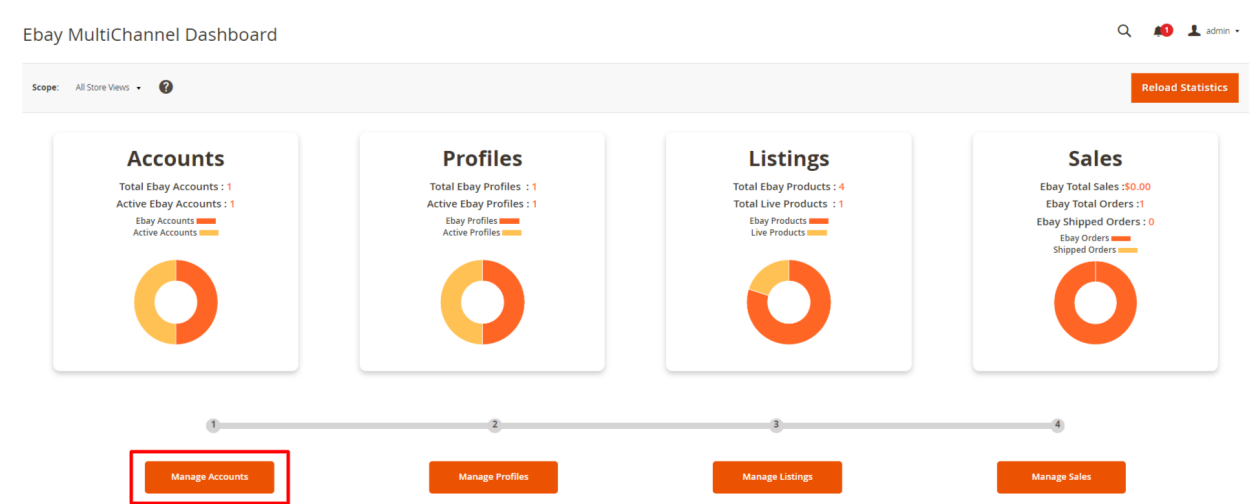 Ebay MultiChannel Dashboard
1
admin
Scope: All Store Views ?
Reload Statistics
Accounts
Total Ebay Accounts : 1
Active Ebay Accounts : 1
Ebay Accounts
Active Accounts
Profiles
Total Ebay Profiles : 1
Active Ebay Profiles : 1
Ebay Profiles
Active Profiles
Listings
Total Ebay Products : 4
Total Live Products : 1
Ebay Products
Live Products
Sales
Ebay Total Sales :$0.00
Ebay Total Orders :1
Ebay Shipped Orders : 0
Ebay Orders
Shipped Orders
1 2 3 4
Manage Accounts Manage Profiles Manage Listings Manage Sales